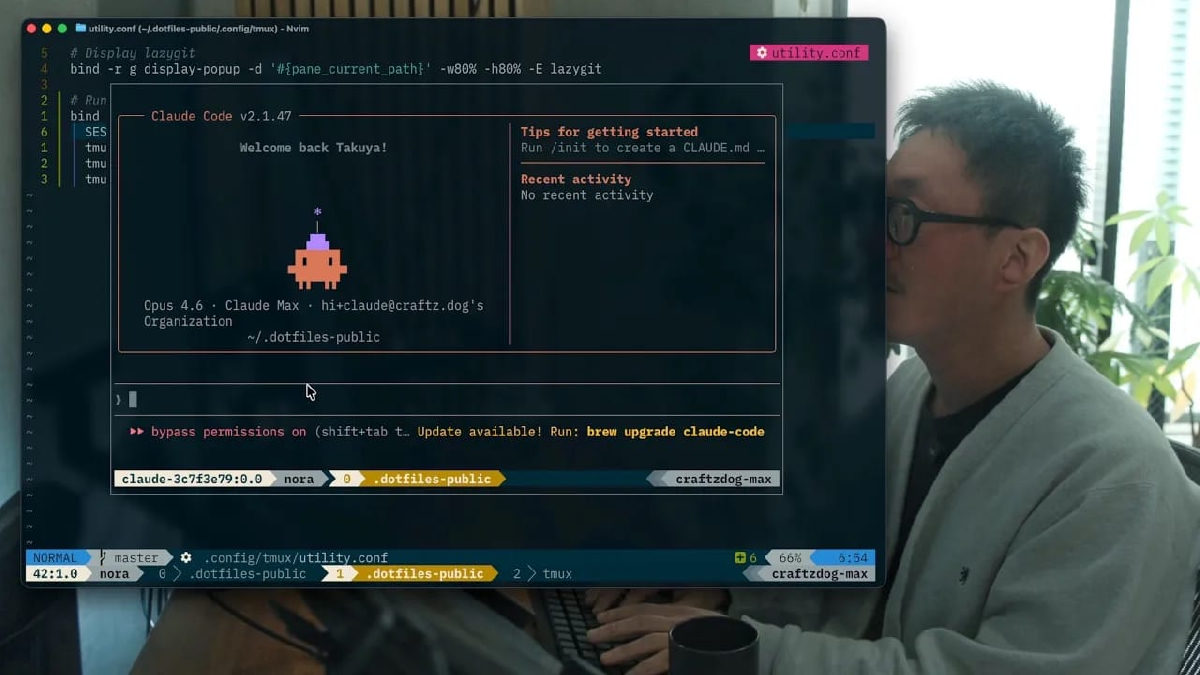 utility.conf (~/.dotfiles-public/.config/tmux) - Nvim
5 # Display lazygit
utility.conf
4 bind -r g display-popup -d '#{pane_current_path}' -w80% -h80% -E lazygit
3
2 # Run
1 bind
6 SES
1 tmu
2 tmu
3 tmu
Claude Code v2.1.47
Welcome back Takuya!
Opus 4.6 · Claude Max · hi+claude@craftz.dog's
Organization
~/.dotfiles-public
Tips for getting started
Run /init to create a CLAUDE.md …
Recent activity
No recent activity
bypass permissions on (shift+tab t… Update available! Run: brew upgrade claude-code
claude-3c7f3e79:0.0 nora 0 .dotfiles-public craftzdog-max
NORMAL master .config/tmux/utility.conf 6 66% 6:54
42:1.0 nora 0 .dotfiles-public 1 .dotfiles-public 2 tmux craftzdog-max